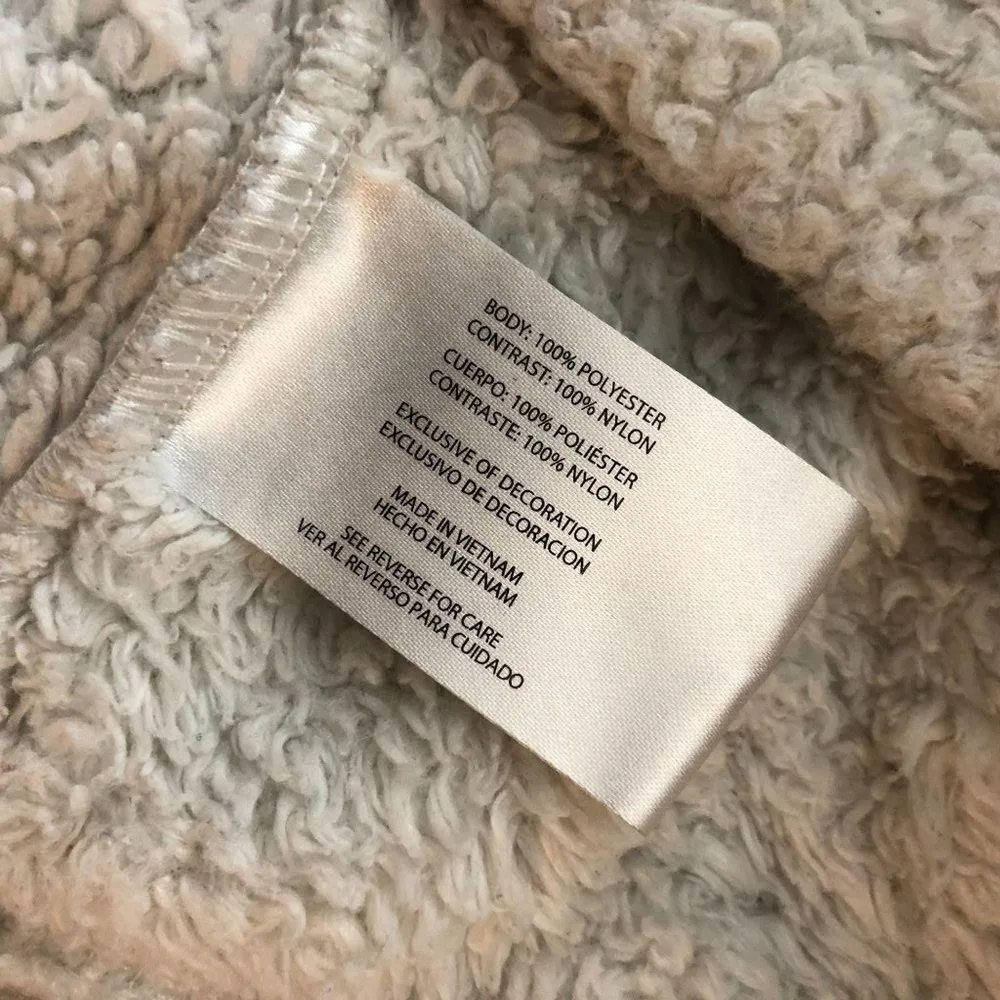 BODY: 100% POLYESTER
CONTRAST: 100% NYLON
CUERPO: 100% POLIÉSTER
CONTRASTE: 100% NYLON
EXCLUSIVE OF DECORATION
EXCLUSIVO DE DECORACION
MADE IN VIETNAM
HECHO EN VIETNAM
SEE REVERSE FOR CARE
VER AL REVERSO PARA CUIDADO